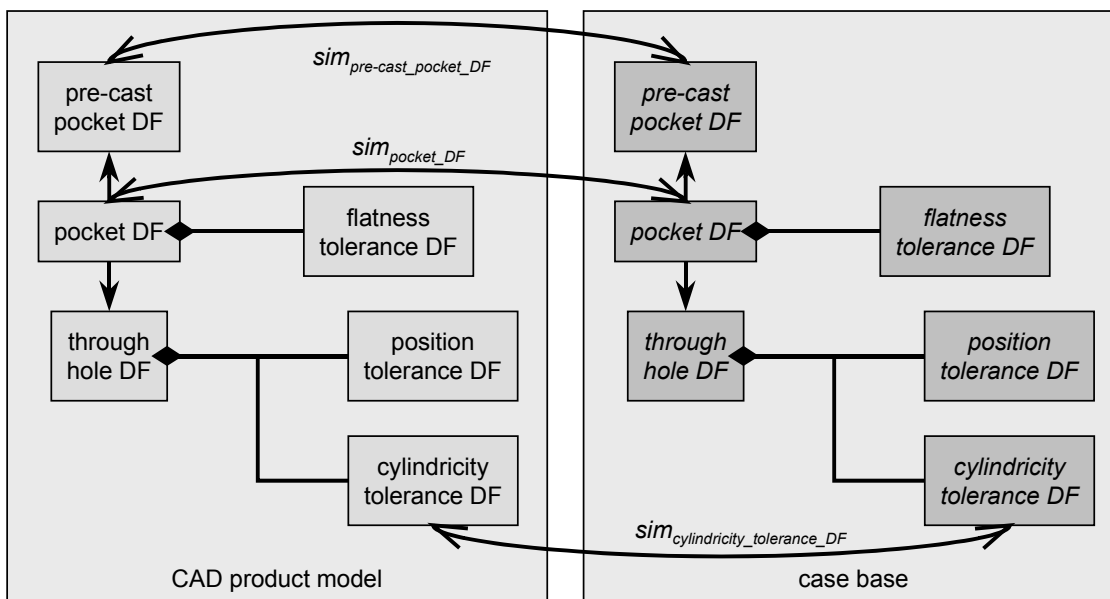 sim_pre-cast_pocket_DF
pre-cast
pocket DF
pre-cast
pocket DF
sim_pocket_DF
pocket DF
flatness
tolerance DF
pocket DF
flatness
tolerance DF
through
hole DF
position
tolerance DF
through
hole DF
position
tolerance DF
cylindricity
tolerance DF
cylindricity
tolerance DF
sim_cylindricity_tolerance_DF
CAD product model
case base